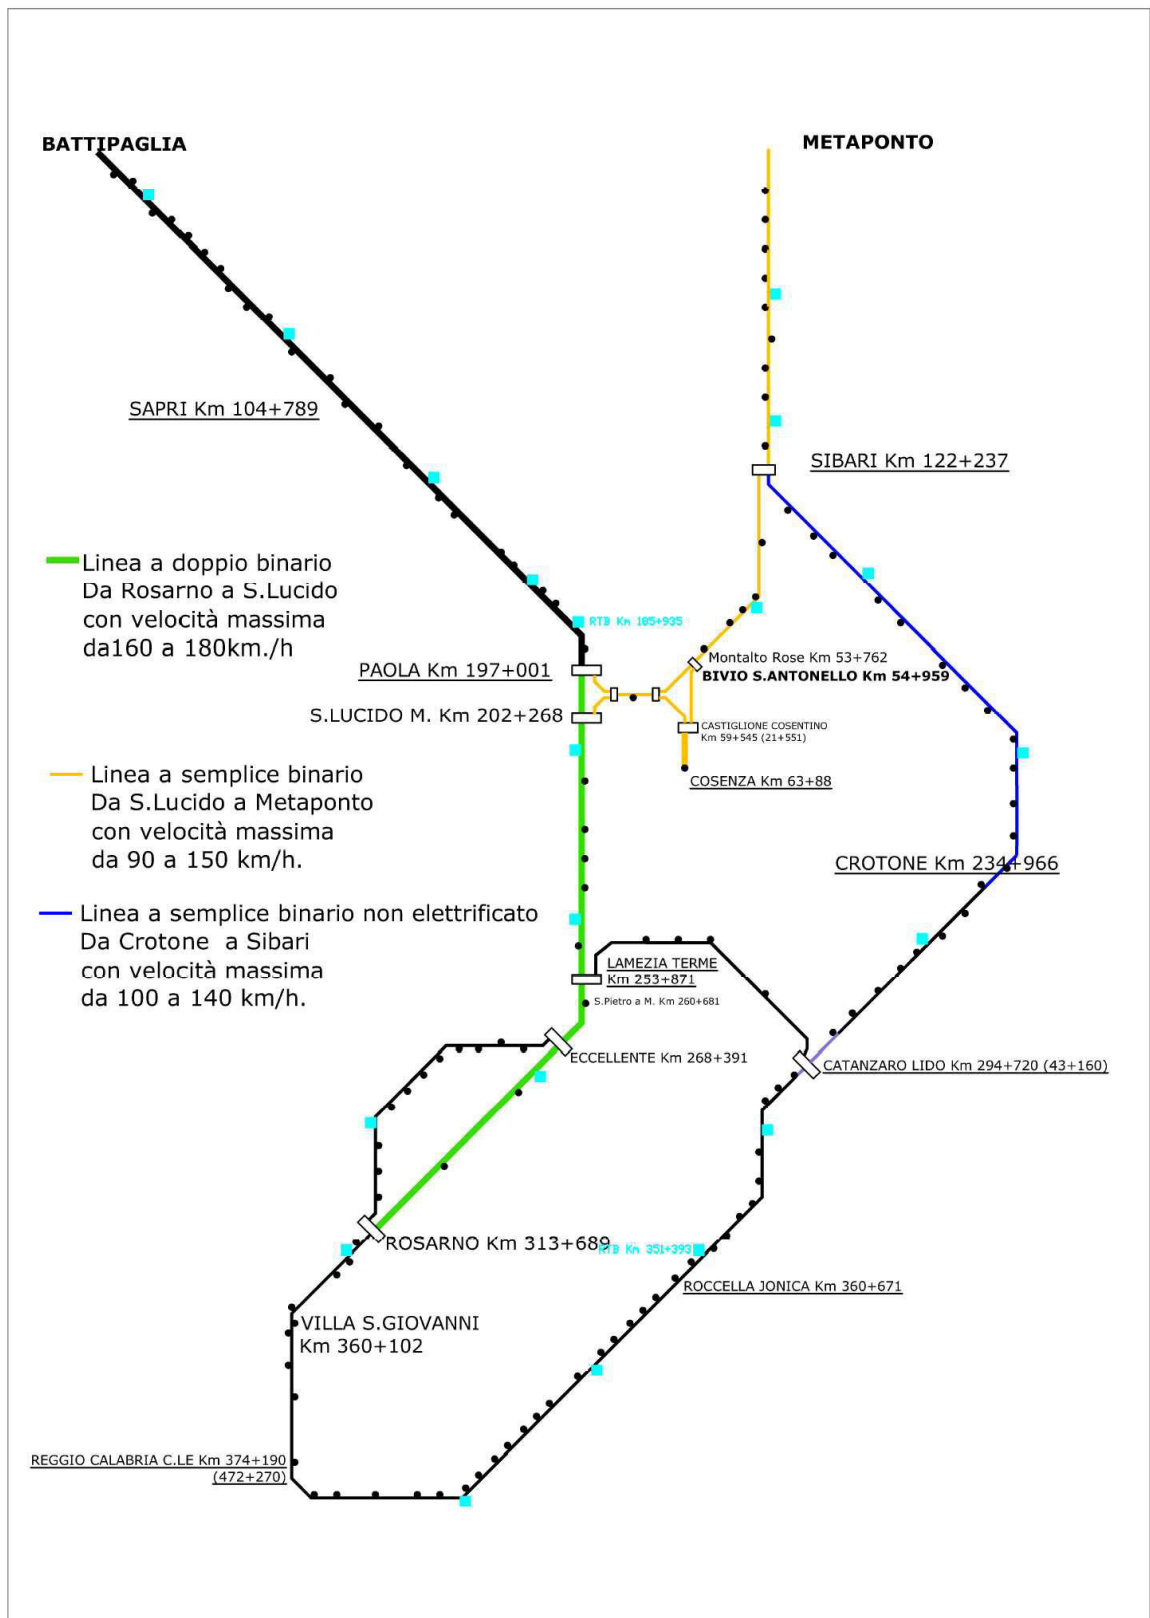 BATTIPAGLIA
METAPONTO
SAPRI Km 104+789
SIBARI Km 122+237
Linea a doppio binario
Da Rosarno a S.Lucido
con velocità massima
da160 a 180km./h
RTB Km 185+935
PAOLA Km 197+001
Montalto Rose Km 53+762
BIVIO S.ANTONELLO Km 54+959
S.LUCIDO M. Km 202+268
CASTIGLIONE COSENTINO
Km 59+545 (21+551)
COSENZA Km 63+88
Linea a semplice binario
Da S.Lucido a Metaponto
con velocità massima
da 90 a 150 km/h.
CROTONE Km 234+966
Linea a semplice binario non elettrificato
Da Crotone a Sibari
con velocità massima
da 100 a 140 km/h.
LAMEZIA TERME
Km 253+871
S.Pietro a M. Km 260+681
ECCELLENTE Km 268+391
CATANZARO LIDO Km 294+720 (43+160)
ROSARNO Km 313+689
RTB Km 351+393
ROCCELLA JONICA Km 360+671
VILLA S.GIOVANNI
Km 360+102
REGGIO CALABRIA C.LE Km 374+190
(472+270)